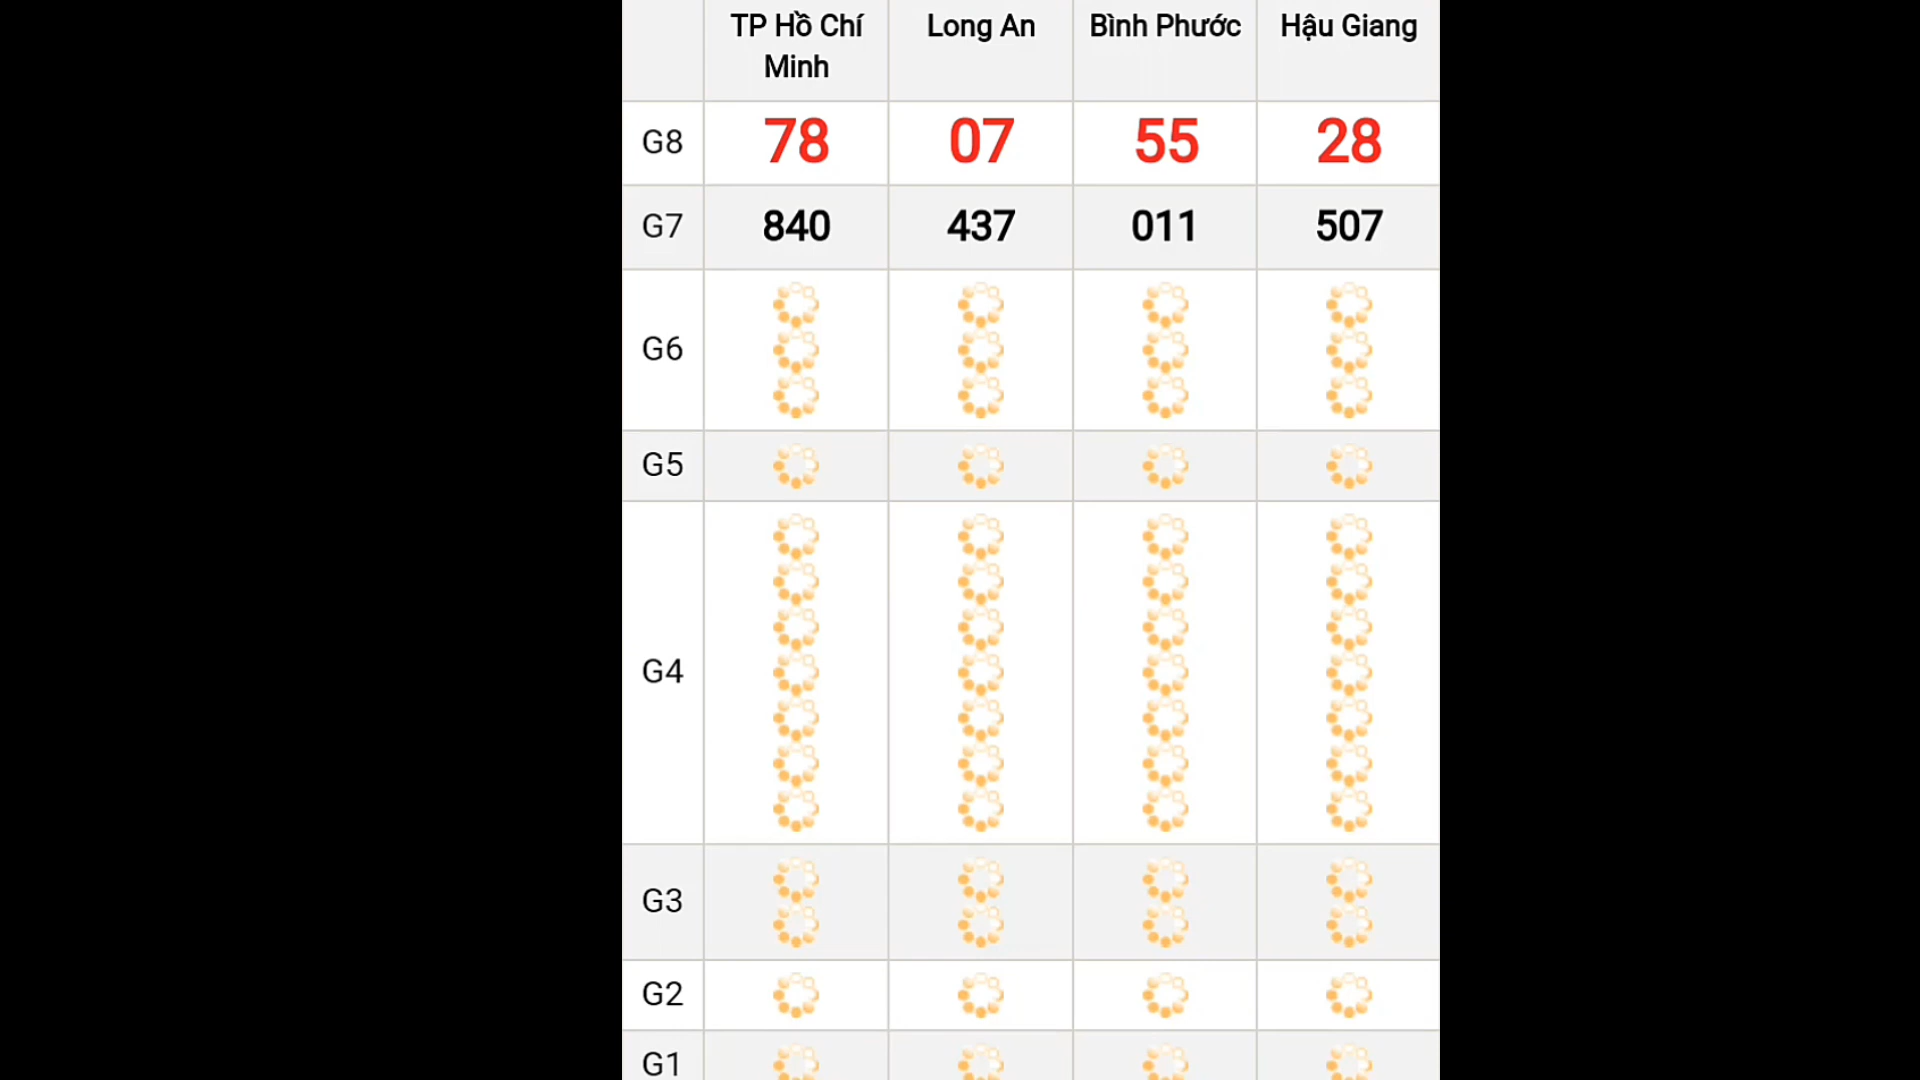 TP Hồ Chí Minh Long An Bình Phước Hậu Giang
G8 78 07 55 28
G7 840 437 011 507
G6
G5
G4
G3
G2
G1